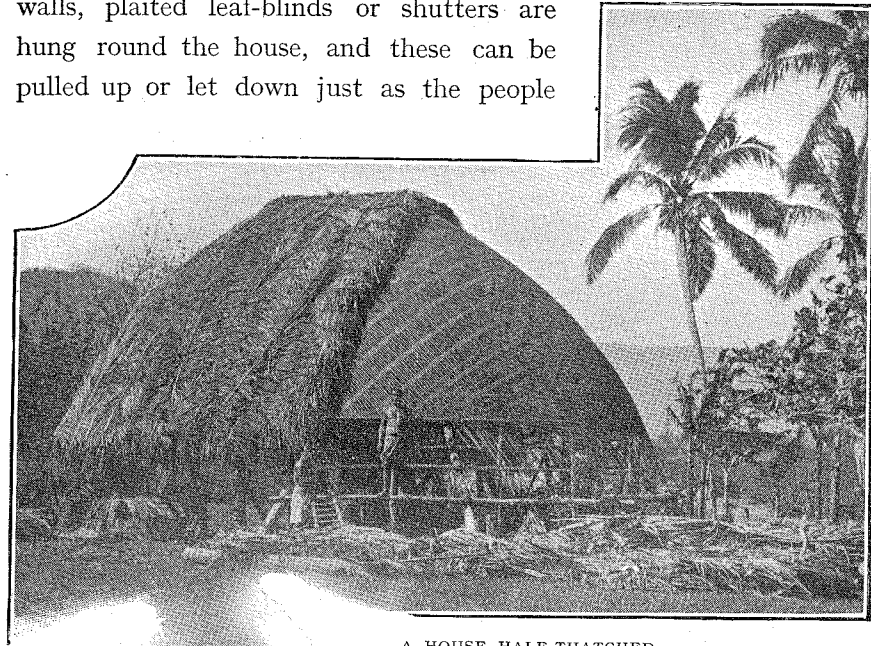 walls, plaited leaf-blinds or shutters are
hung round the house, and these can be
pulled up or let down just as the people
A HOUSE HALF-THATCHED